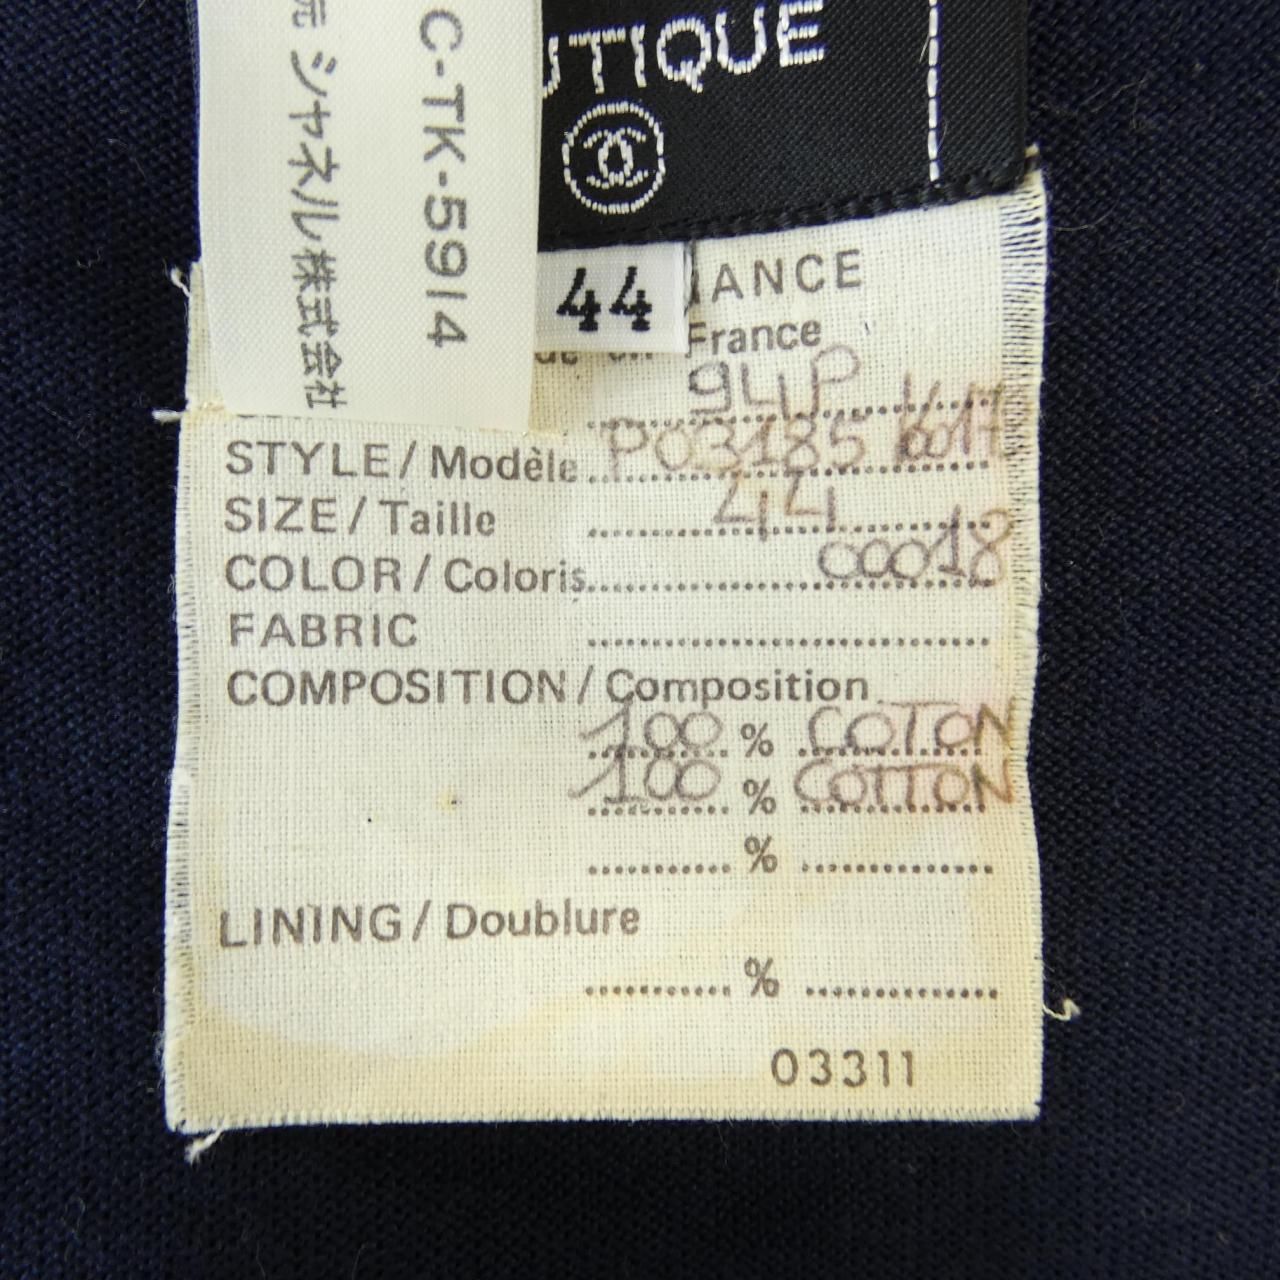 UTIQUE
C-TK-5914
シャネル株式会社
44
ANCE
France
94P
STYLE / Modèle P03185 K6017
SIZE / Taille 44
COLOR / Coloris 00018
FABRIC
COMPOSITION / Composition
100 % COTON
100 % COTTON
%
LINING / Doublure
%
03311